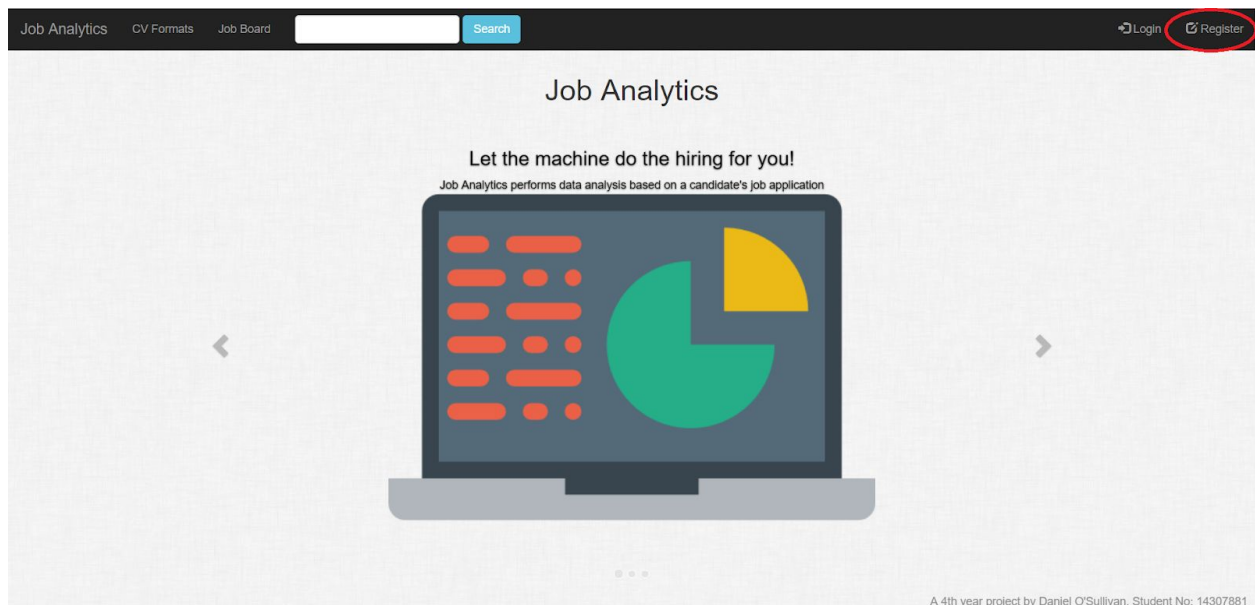 Job Analytics CV Formats Job Board Search Login Register
Job Analytics
Let the machine do the hiring for you!
Job Analytics performs data analysis based on a candidate's job application
A 4th year project by Daniel O'Sullivan. Student No: 14307881